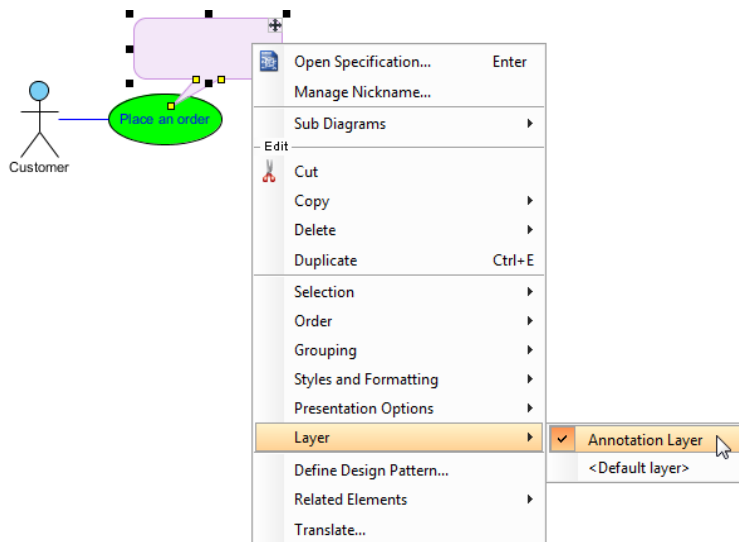 Place an order
Customer
Open Specification... Enter
Manage Nickname...
Sub Diagrams
Edit
Cut
Copy
Delete
Duplicate Ctrl+E
Selection
Order
Grouping
Styles and Formatting
Presentation Options
Layer
Annotation Layer
<Default layer>
Define Design Pattern...
Related Elements
Translate...